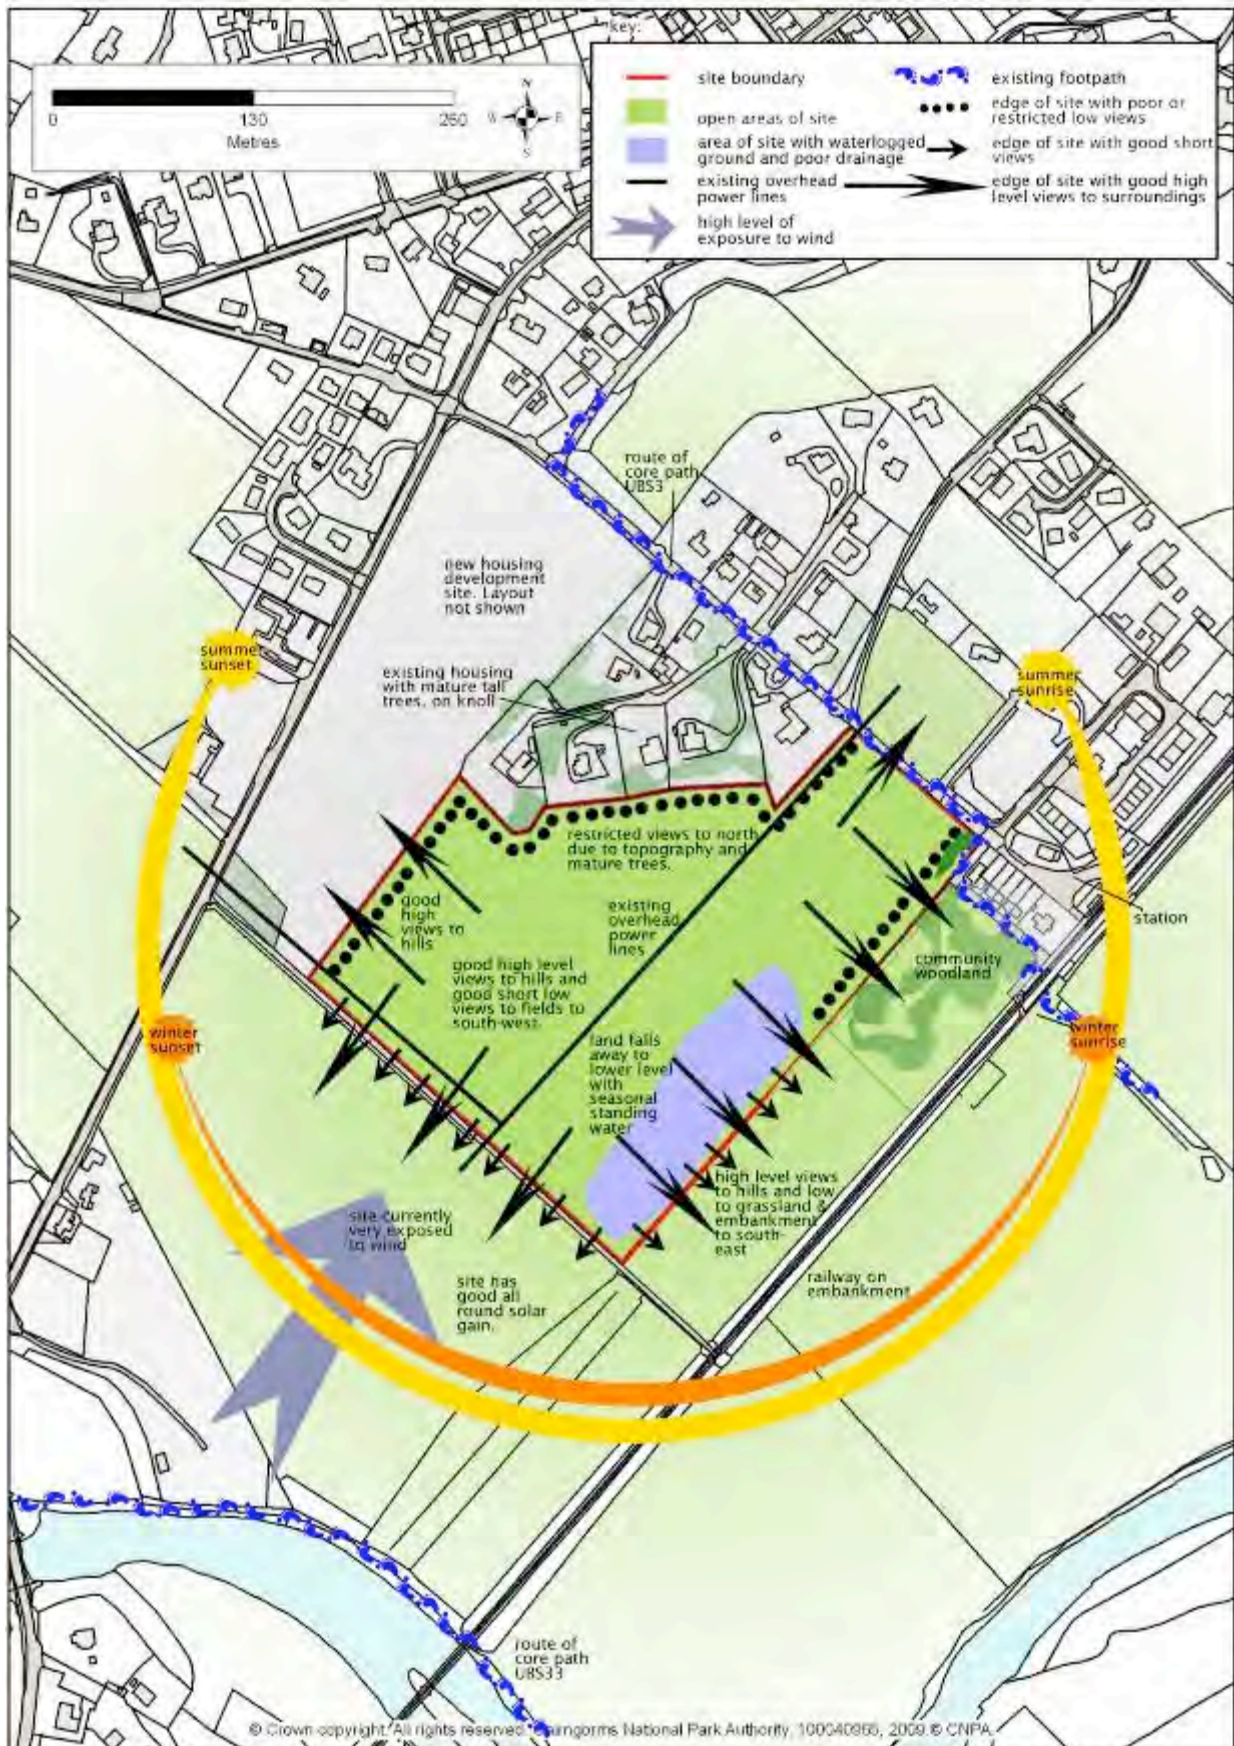 key:
site boundary
open areas of site
area of site with waterlogged
ground and poor drainage
existing overhead
power lines
high level of
exposure to wind
existing footpath
edge of site with poor or
restricted low views
edge of site with good short
views
edge of site with good high
level views to surroundings
N
W
E
S
0
130
260
Metres
route of
core path
UBS3
new housing
development
site. Layout
not shown
existing housing
with mature tall
trees, on knoll
summe
sunset
summer
sunrise
restricted views to north
due to topography and
mature trees.
good
high
views to
hills
existing
overhead
power
lines
station
community
woodland
good high level
views to hills and
good short low
views to fields to
south-west.
winter
sunset
winter
sunrise
land falls
away to
lower level
with
seasonal
standing
water
high level views
to hills and low
to grassland &
embankment
to south-
east
site currently
very exposed
to wind
site has
good all
round solar
gain.
railway on
embankment
route of
core path
UBS33
© Crown copyright. All rights reserved. Cairngorms National Park Authority, 100040965, 2009 © CNPA.